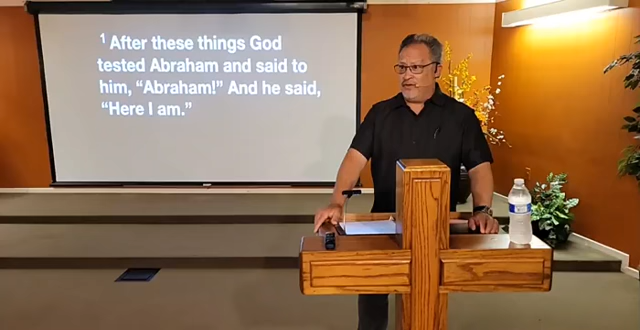 1 After these things God
tested Abraham and said to
him, “Abraham!” And he said,
“Here I am.”